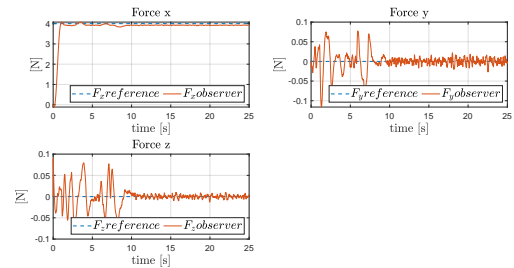 Force x
[N]
4
3
2
1
0
F_x reference F_x observer
0 5 10 15 20 25
time [s]
Force y
[N]
0.1
0.05
0
-0.05
-0.1
F_y reference F_y observer
0 5 10 15 20 25
time [s]
Force z
[N]
0.1
0.05
0
-0.05
-0.1
F_z reference F_z observer
0 5 10 15 20 25
time [s]